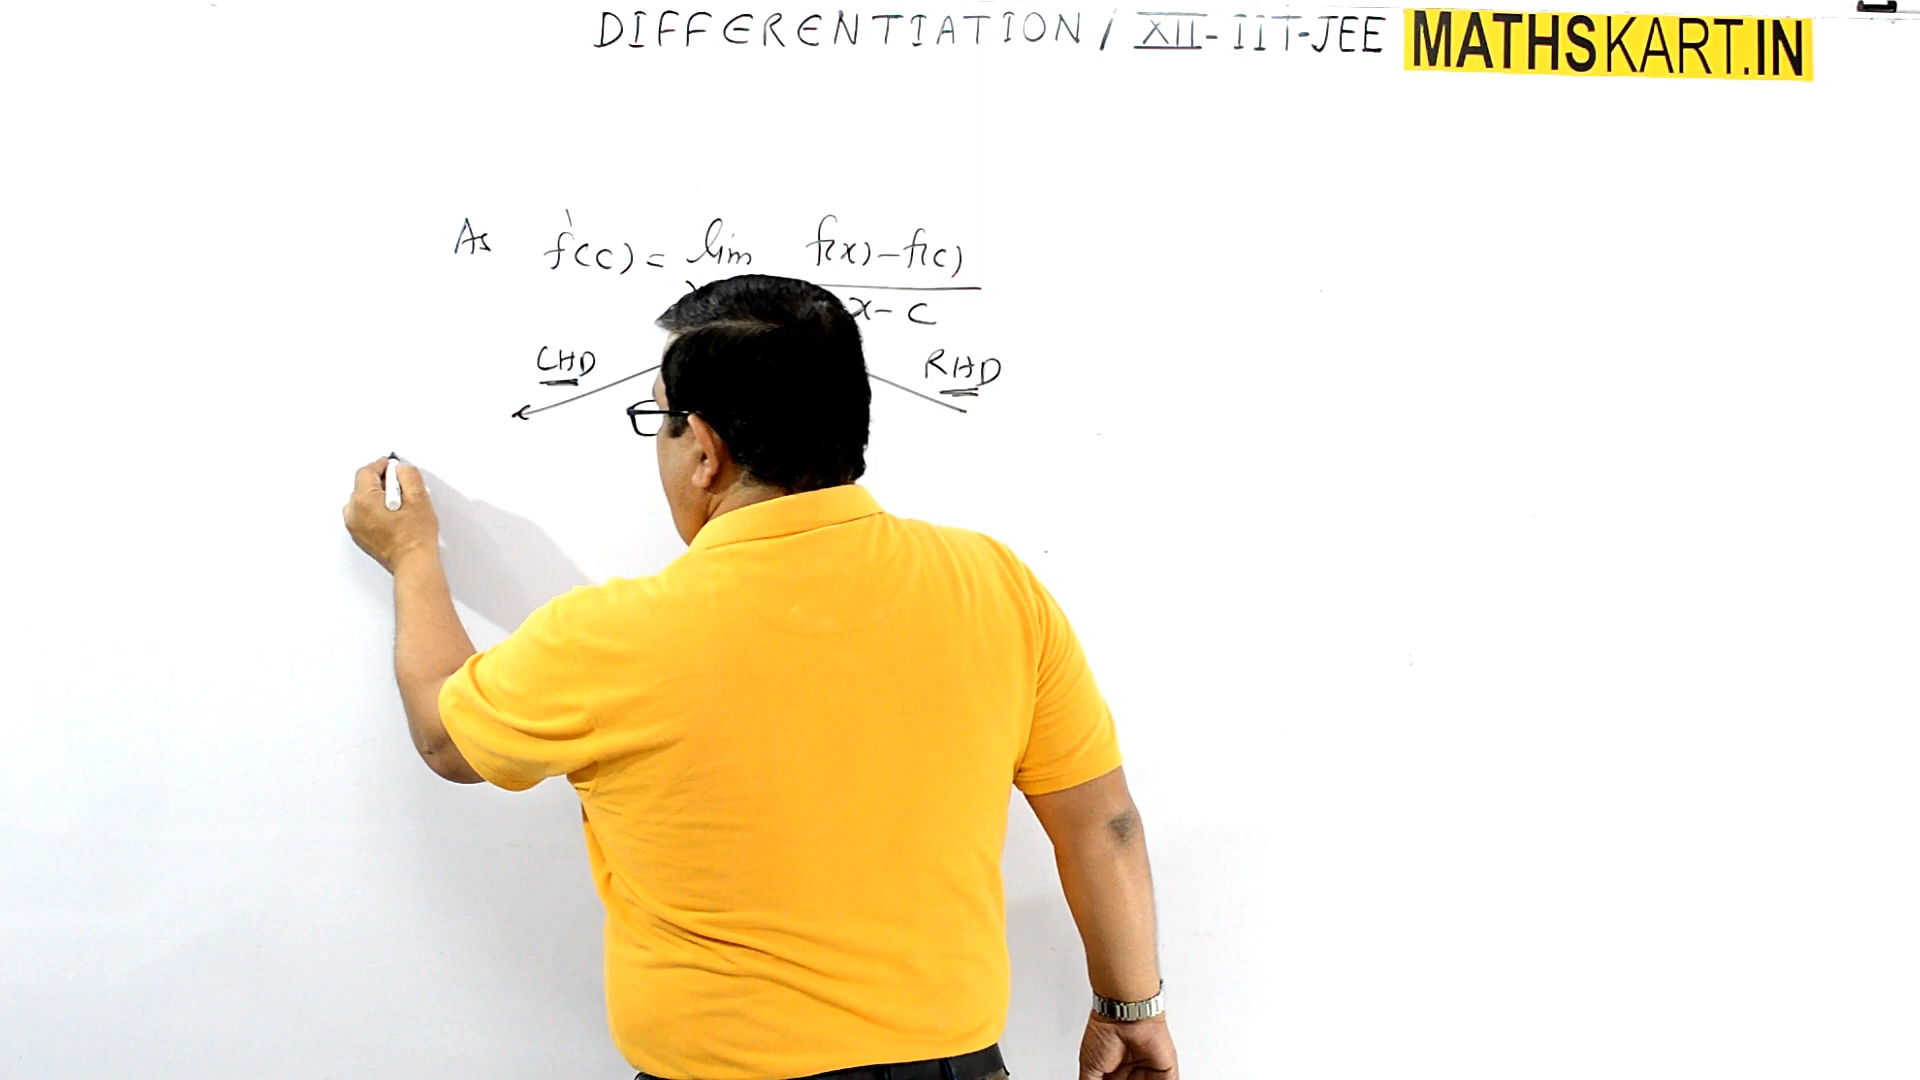 DIFFERENTIATION / XII - IIT-JEE MATHSKART.IN
As f'(c) = lim f(x) - f(c)
x - c
LHD RHD